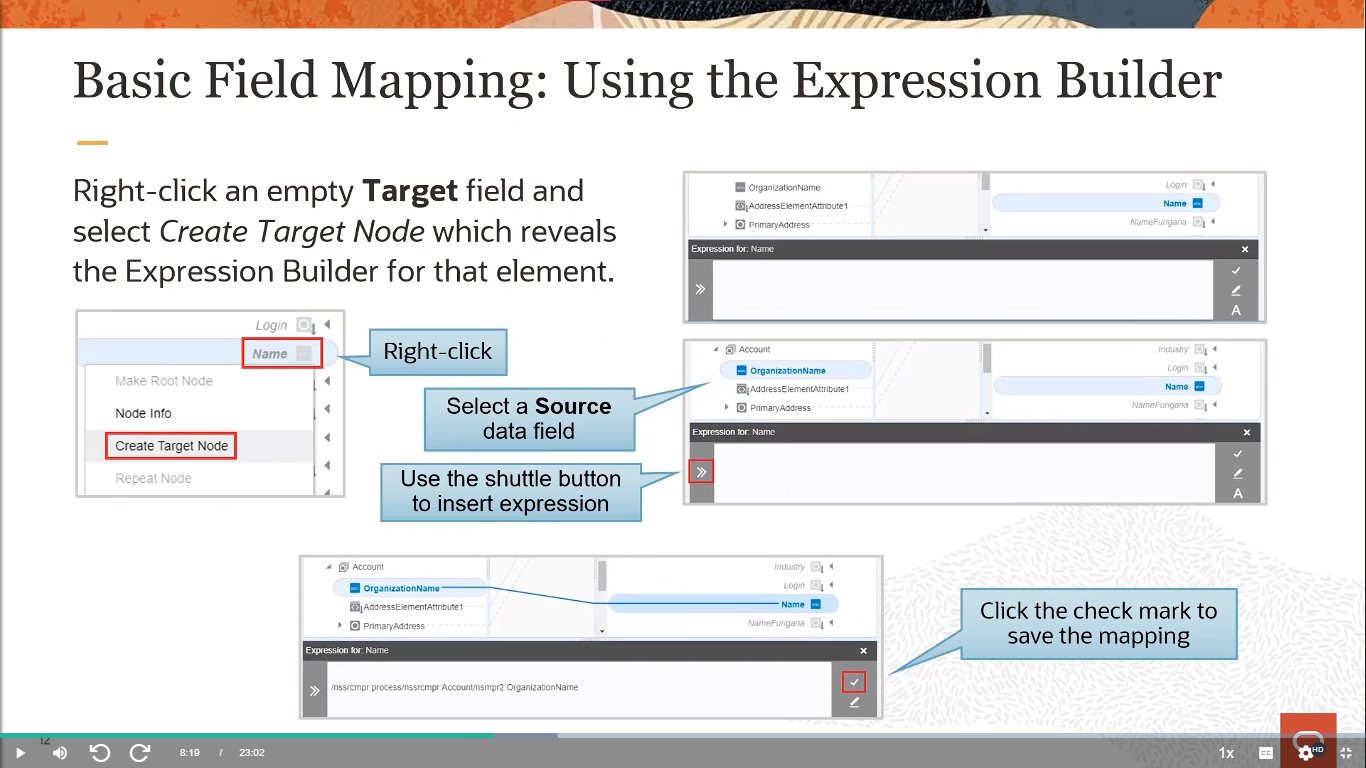 Basic Field Mapping: Using the Expression Builder
Right-click an empty Target field and
select Create Target Node which reveals
the Expression Builder for that element.
Login
Name
Make Root Node
Node Info
Create Target Node
Repeat Node
Right-click
Select a Source
data field
Use the shuttle button
to insert expression
OrganizationName
AddressElementAttribute1
PrimaryAddress
Login
Name
NameFurigana
Expression for: Name
A
Account
OrganizationName
AddressElementAttribute1
PrimaryAddress
Industry
Login
Name
NameFurigana
Expression for: Name
A
Account
OrganizationName
AddressElementAttribute1
PrimaryAddress
Industry
Login
Name
NameFurigana
Expression for: Name
/nssrcmpr:process/nssrcmpr:Account/nsmpr2:OrganizationName
Click the check mark to
save the mapping
12
8:19 / 23:02
1x
CC
HD